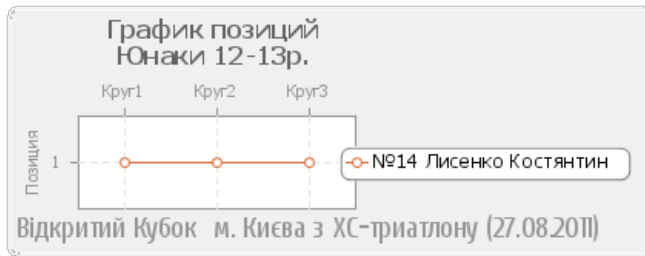 График позиций
Юнаки 12-13р.
Круг1 Круг2 Круг3
Позиция
1
№14 Лисенко Костянтин
Відкритий Кубок м. Києва з ХС-триатлону (27.08.2011)